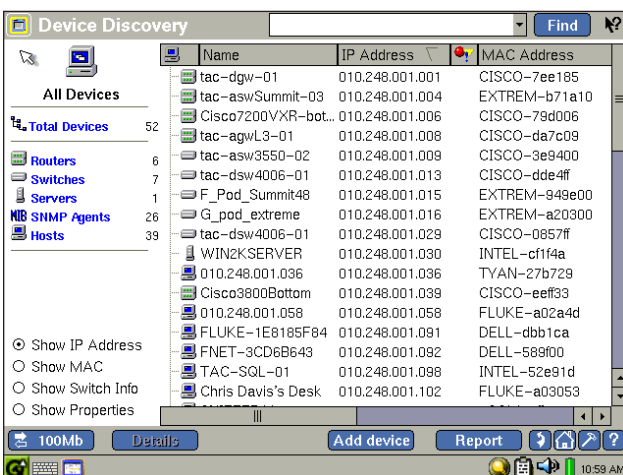 Device Discovery
Find
All Devices
Total Devices 52
Routers 6
Switches 7
Servers 1
MIB SNMP Agents 26
Hosts 39
Show IP Address
Show MAC
Show Switch Info
Show Properties
Name IP Address MAC Address
tac-dgw-01 010.248.001.001 CISCO-7ee185
tac-aswSummit-03 010.248.001.004 EXTREM-b71a10
Cisco7200VXR-bot... 010.248.001.006 CISCO-79d006
tac-agwL3-01 010.248.001.008 CISCO-da7c09
tac-asw3550-02 010.248.001.009 CISCO-3e9400
tac-dsw4006-01 010.248.001.013 CISCO-dde4ff
F_Pod_Summit48 010.248.001.015 EXTREM-949e00
G_pod_extreme 010.248.001.016 EXTREM-a20300
tac-dsw4006-01 010.248.001.029 CISCO-0857ff
WIN2KSERVER 010.248.001.030 INTEL-cf1f4a
010.248.001.036 010.248.001.036 TYAN-27b729
Cisco3800Bottom 010.248.001.039 CISCO-eeff33
010.248.001.058 010.248.001.058 FLUKE-a02a4d
FLUKE-1E8185F84 010.248.001.091 DELL-dbb1ca
FNET-3CD6B643 010.248.001.092 DELL-589f00
TAC-SQL-01 010.248.001.098 INTEL-52e91d
Chris Davis's Desk 010.248.001.102 FLUKE-a03053
100Mb Details Add device Report ?
10:59 AM